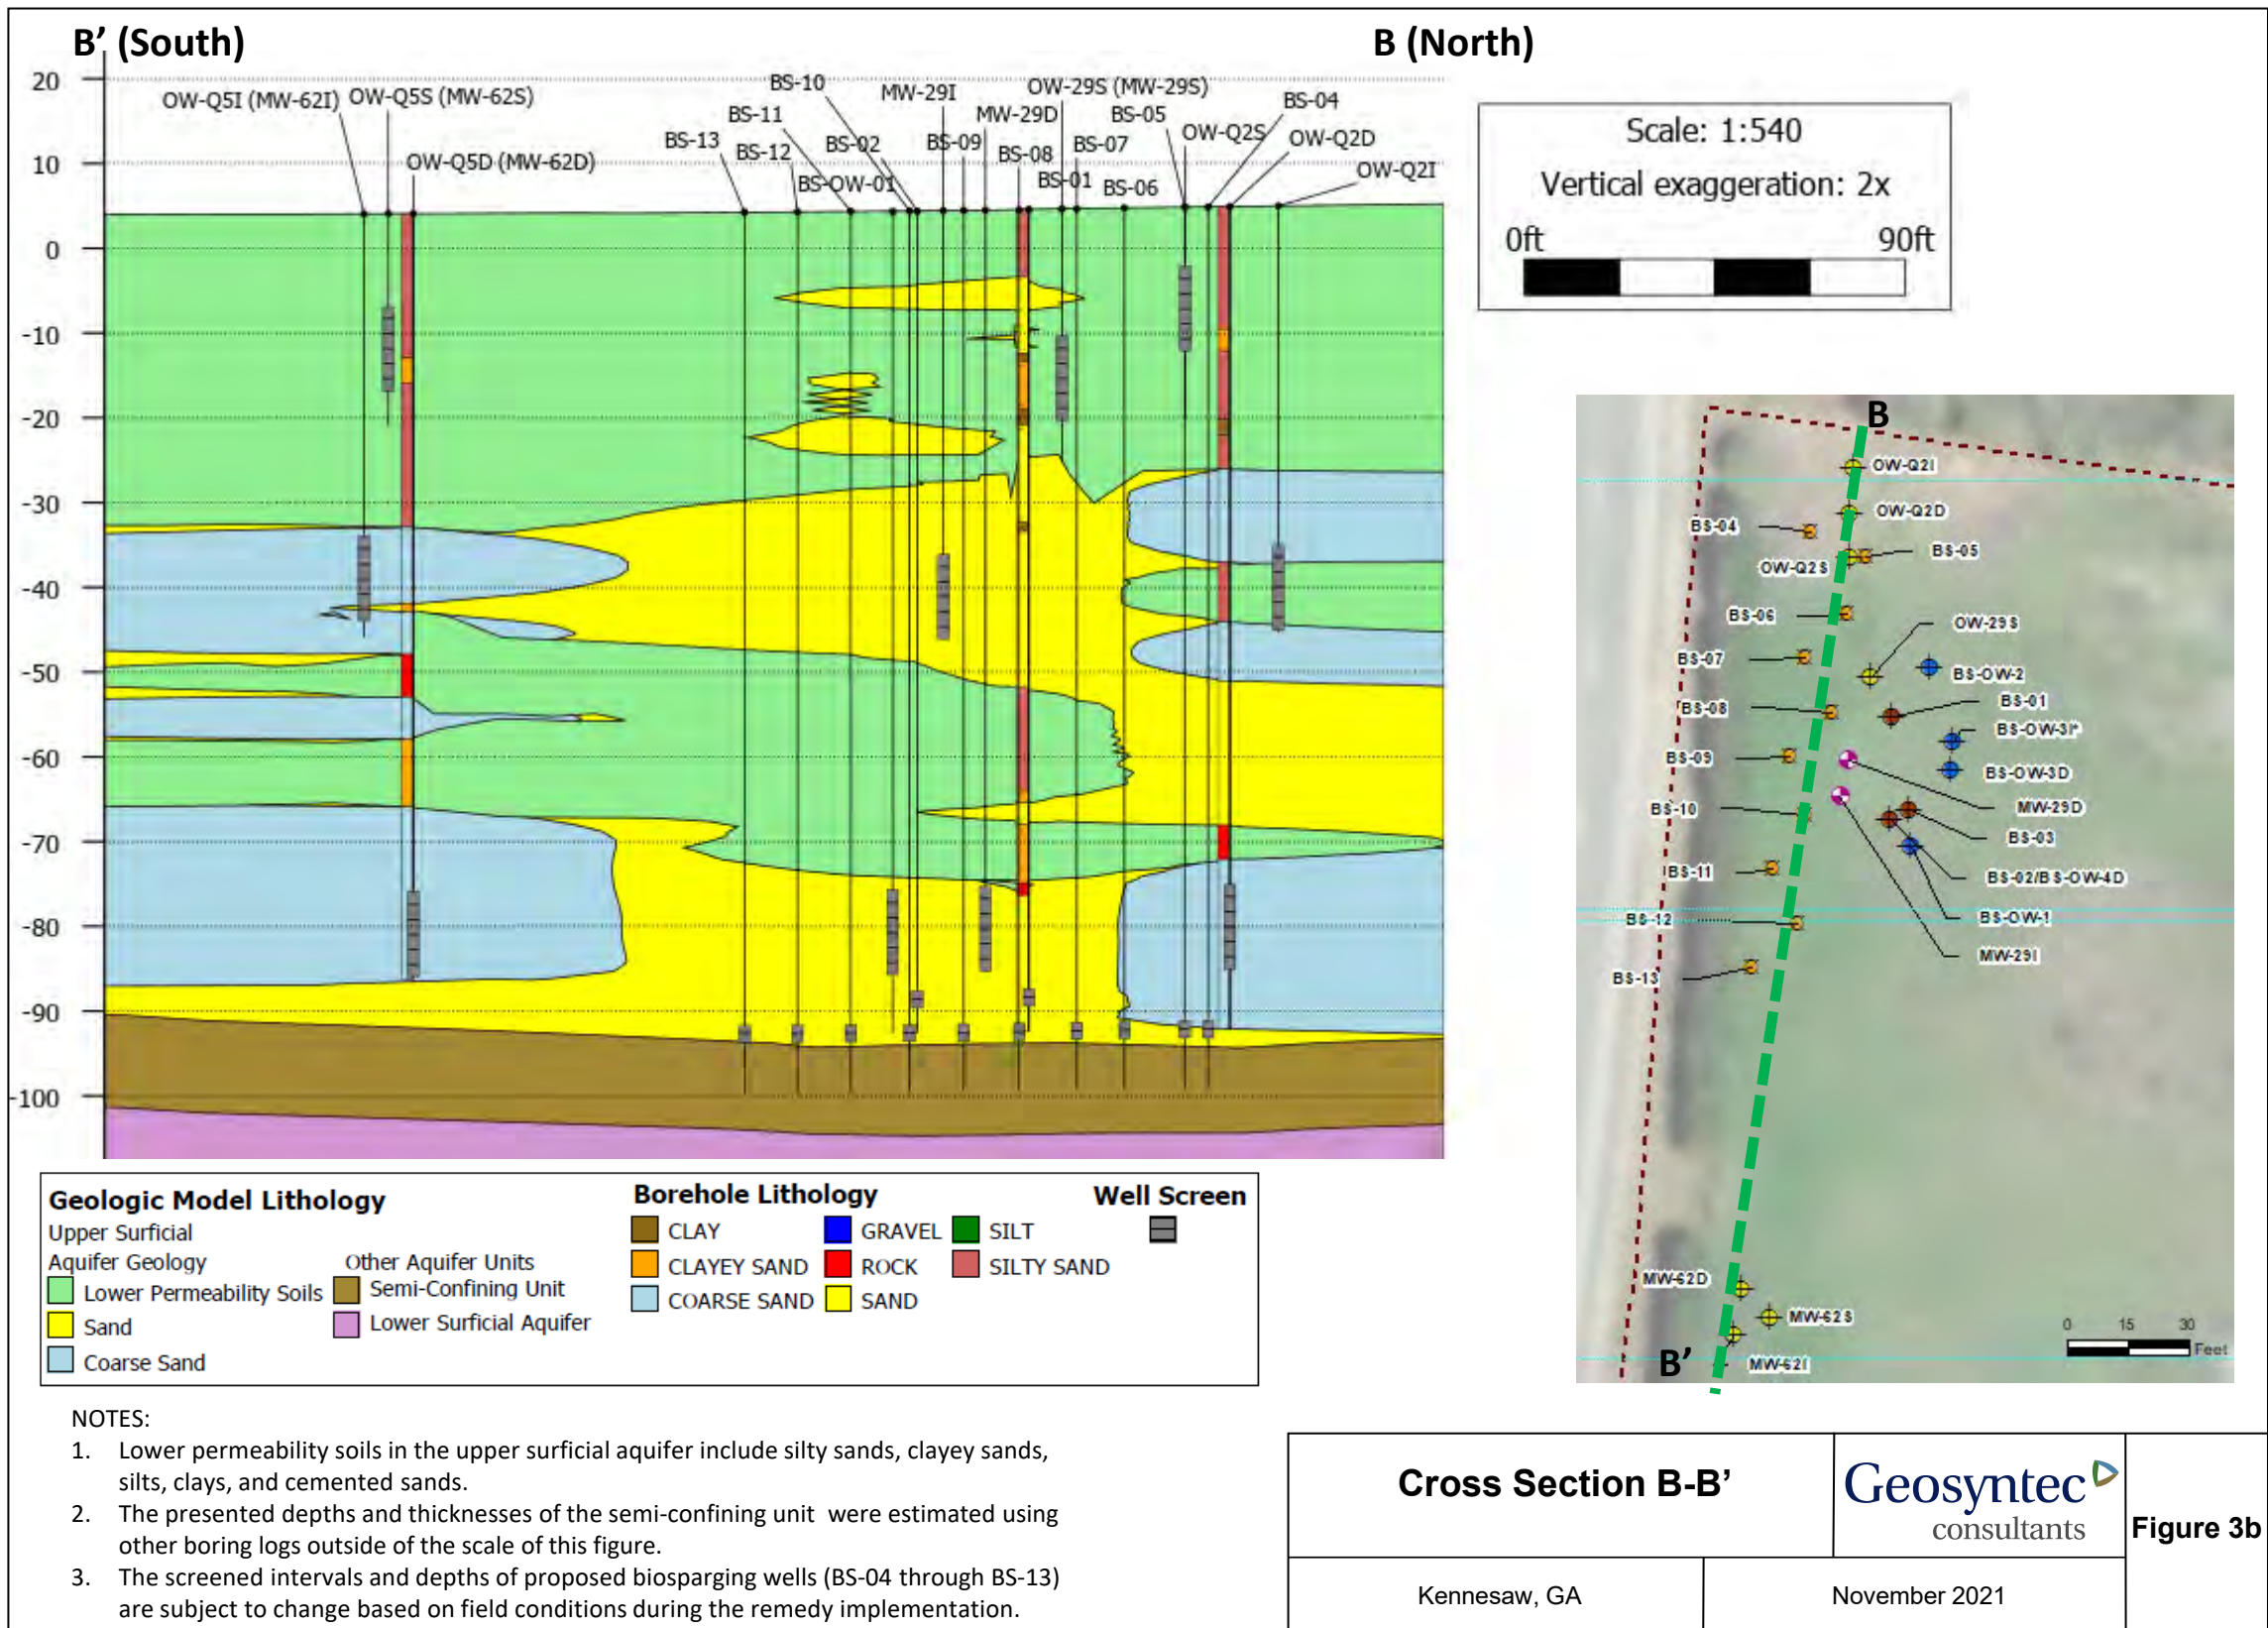 B’ (South)
B (North)
20
10
0
-10
-20
-30
-40
-50
-60
-70
-80
-90
-100
OW-Q5I (MW-62I)
OW-Q5S (MW-62S)
OW-Q5D (MW-62D)
BS-13
BS-12
BS-11
BS-10
BS-OW-01
BS-02
MW-29I
BS-09
MW-29D
BS-08
OW-29S (MW-29S)
BS-01
BS-07
BS-06
BS-05
OW-Q2S
BS-04
OW-Q2D
OW-Q2I
Scale: 1:540
Vertical exaggeration: 2x
0ft 90ft
B
OW-Q2I
OW-Q2D
BS-04
BS-05
OW-Q2S
BS-06
OW-29S
BS-07
BS-OW-2
BS-01
BS-08
BS-OW-3I*
BS-09
BS-OW-3D
MW-29D
BS-10
BS-03
BS-11
BS-02/BS-OW-4D
BS-12
BS-OW-1
MW-29I
BS-13
MW-62D
MW-62S
B’
MW-62I
0 15 30
Feet
Geologic Model Lithology
Upper Surficial
Aquifer Geology
Lower Permeability Soils
Sand
Coarse Sand
Other Aquifer Units
Semi-Confining Unit
Lower Surficial Aquifer
Borehole Lithology
CLAY
CLAYEY SAND
COARSE SAND
GRAVEL
ROCK
SAND
SILT
SILTY SAND
Well Screen
NOTES:
1. Lower permeability soils in the upper surficial aquifer include silty sands, clayey sands,
silts, clays, and cemented sands.
2. The presented depths and thicknesses of the semi-confining unit were estimated using
other boring logs outside of the scale of this figure.
3. The screened intervals and depths of proposed biosparging wells (BS-04 through BS-13)
are subject to change based on field conditions during the remedy implementation.
Cross Section B-B’
Geosyntec
consultants
Figure 3b
Kennesaw, GA
November 2021